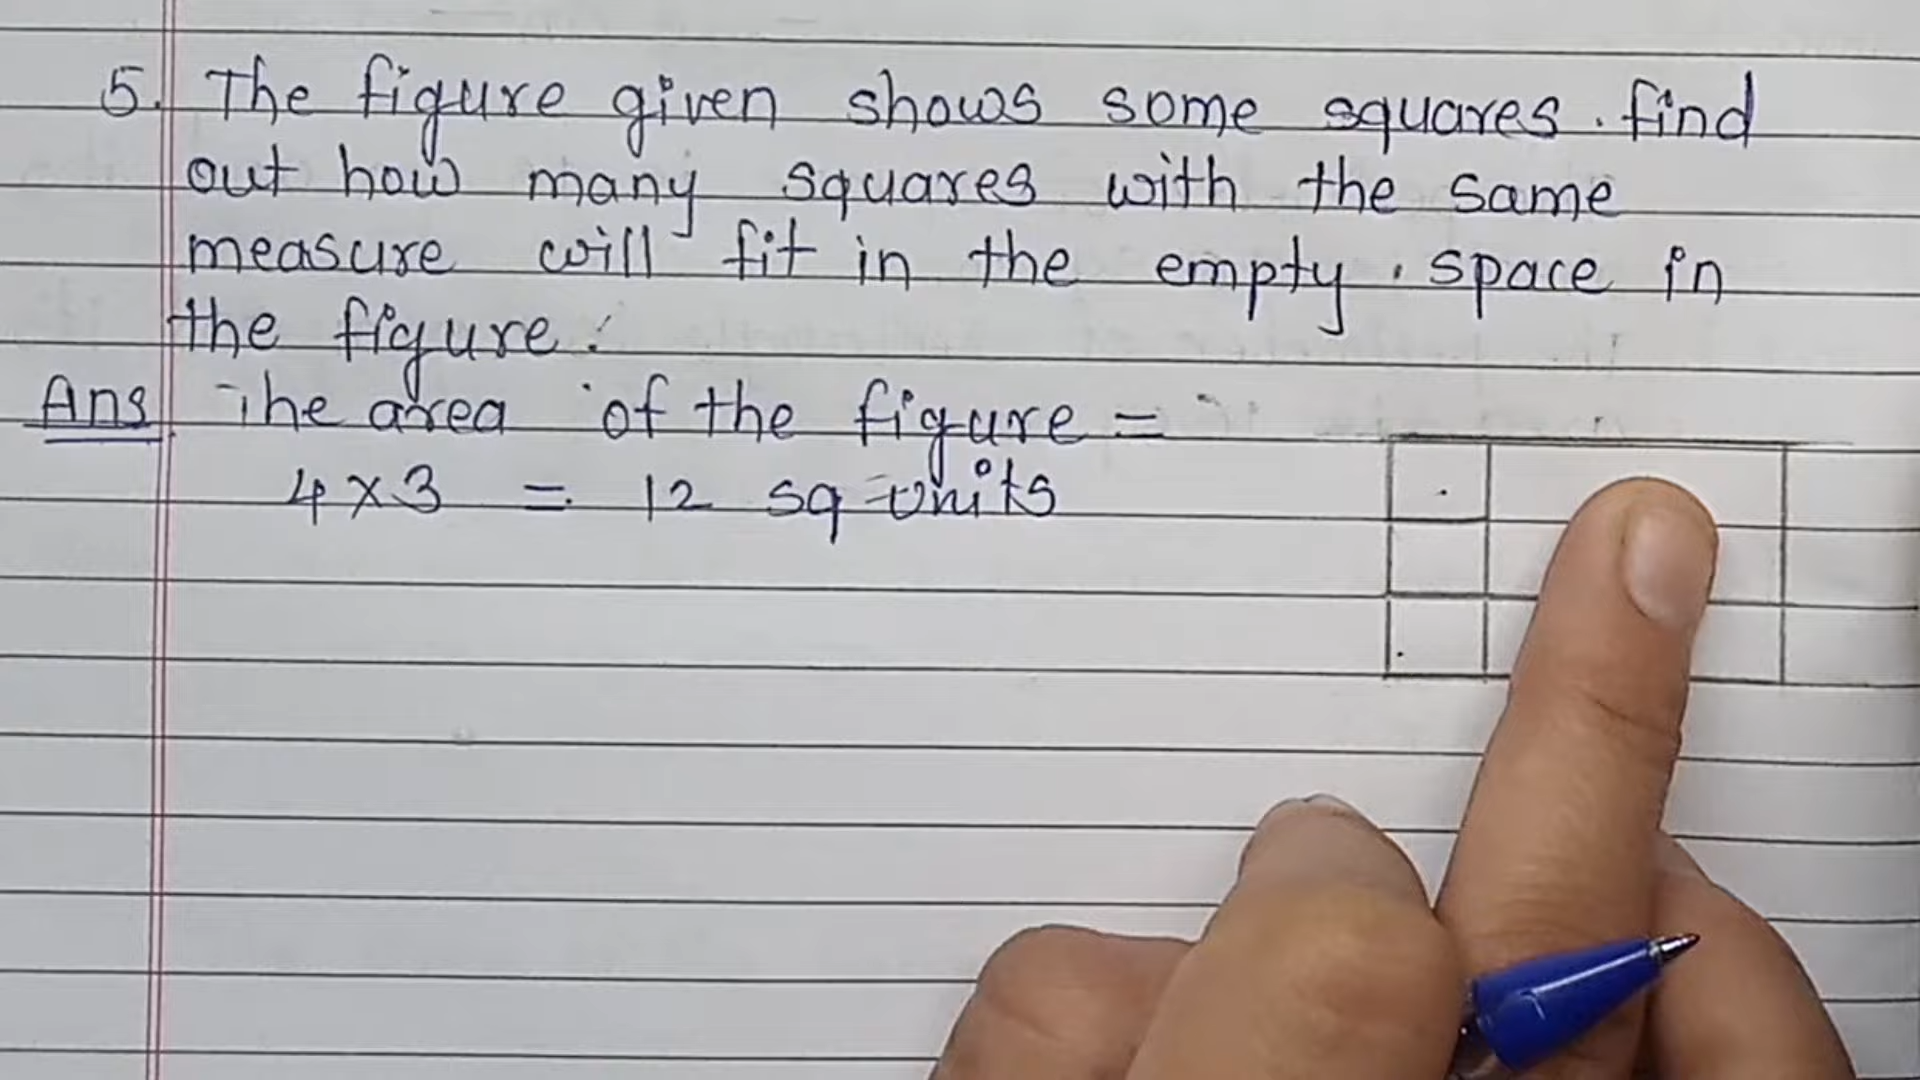 5. The figure given shows some squares. find
out how many squares with the same
measure will fit in the empty space in
the figure.
Ans The area of the figure =
4 × 3 = 12 sq units